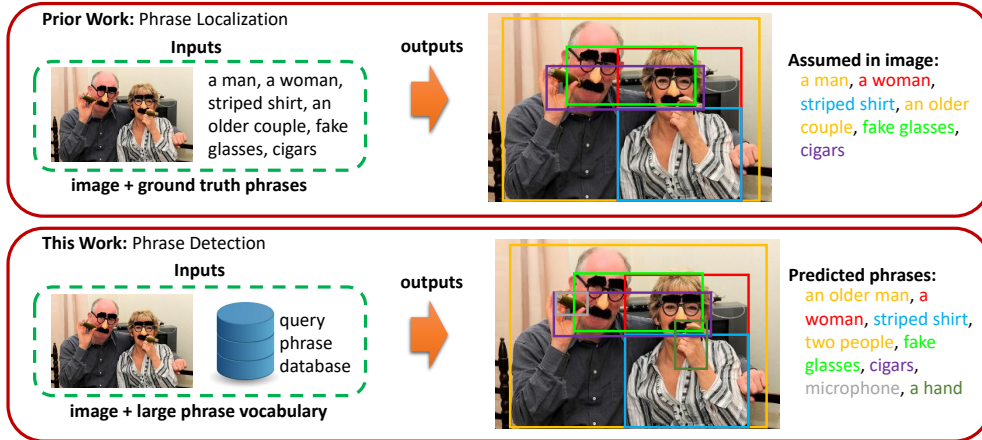 Prior Work: Phrase Localization
Inputs
a man, a woman,
striped shirt, an
older couple, fake
glasses, cigars
image + ground truth phrases
outputs
Assumed in image:
a man, a woman,
striped shirt, an older
couple, fake glasses,
cigars
This Work: Phrase Detection
Inputs
query
phrase
database
image + large phrase vocabulary
outputs
Predicted phrases:
an older man, a
woman, striped shirt,
two people, fake
glasses, cigars,
microphone, a hand